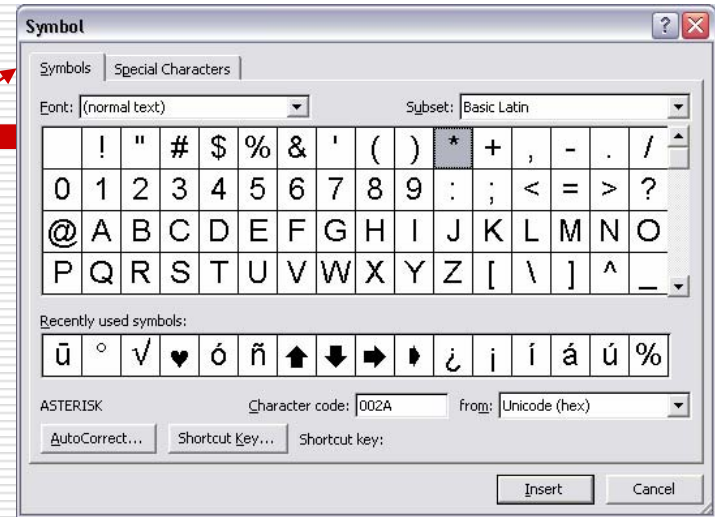 Symbol
Symbols Special Characters
Font: (normal text) Subset: Basic Latin
! " # $ % & ' ( ) * + , - . /
0 1 2 3 4 5 6 7 8 9 : ; < = > ?
@ A B C D E F G H I J K L M N O
P Q R S T U V W X Y Z [ \ ] ^ _
Recently used symbols:
ū ° √ ♥ ó ñ 🡅 🡇 🡆 ➧ ¿ ¡ í á ú %
ASTERISK Character code: 002A from: Unicode (hex)
AutoCorrect... Shortcut Key... Shortcut key:
Insert Cancel